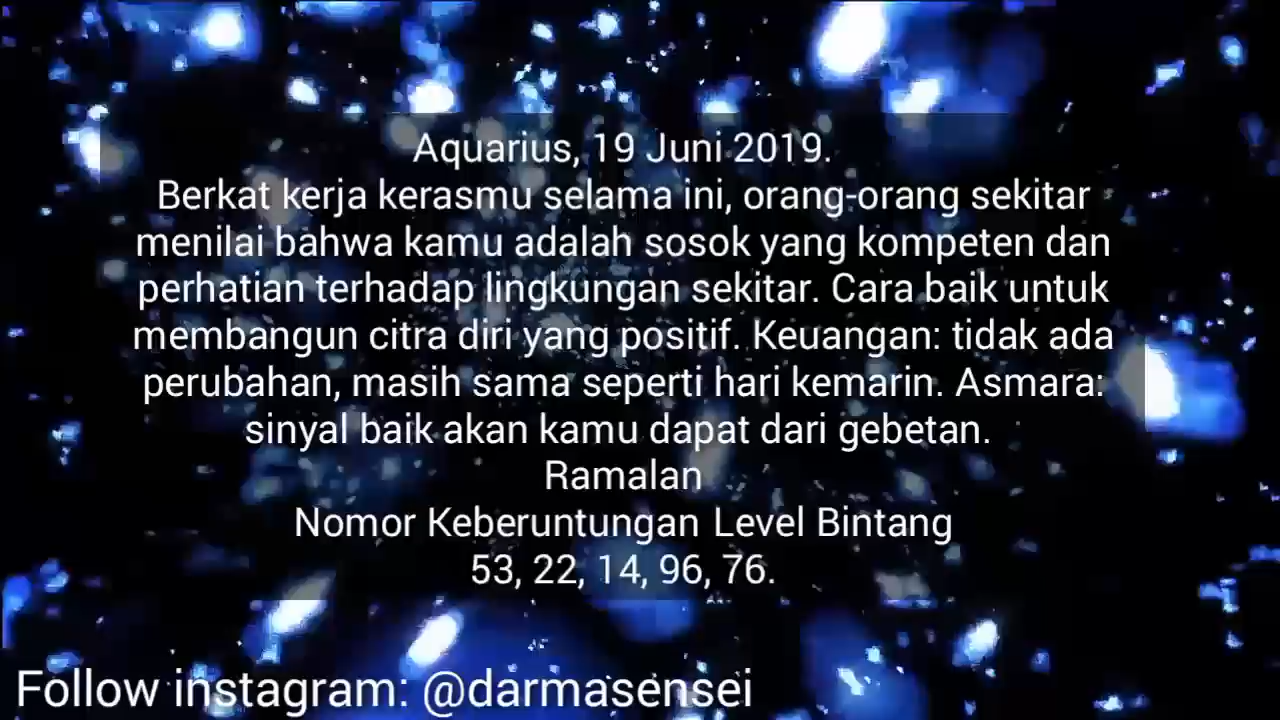 Aquarius, 19 Juni 2019.
Berkat kerja kerasmu selama ini, orang-orang sekitar
menilai bahwa kamu adalah sosok yang kompeten dan
perhatian terhadap lingkungan sekitar. Cara baik untuk
membangun citra diri yang positif. Keuangan: tidak ada
perubahan, masih sama seperti hari kemarin. Asmara:
sinyal baik akan kamu dapat dari gebetan.
Ramalan
Nomor Keberuntungan Level Bintang
53, 22, 14, 96, 76.
Follow instagram: @darmasensei